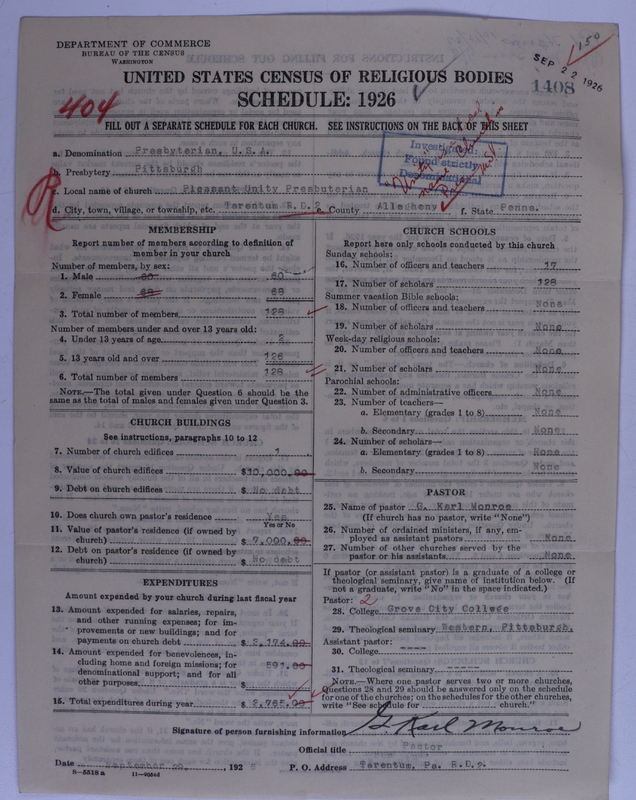 DEPARTMENT OF COMMERCE
BUREAU OF THE CENSUS
WASHINGTON
150
SEP 22 1926
1408
UNITED STATES CENSUS OF RELIGIOUS BODIES
SCHEDULE: 1926
404
FILL OUT A SEPARATE SCHEDULE FOR EACH CHURCH. SEE INSTRUCTIONS ON THE BACK OF THIS SHEET
a. Denomination Presbyterian, U.S.A.
b. Presbytery Pittsburgh
c. Local name of church Pleasant Unity Presbyterian
d. City, town, village, or township, etc. Tarentum R.D.2 e. County Allegheny f. State Penna.
Investigated
Found strictly
Denominational
MEMBERSHIP
Report number of members according to definition of
member in your church
Number of members, by sex:
1. Male 60 60
2. Female 68 68
3. Total number of members 128
Number of members under and over 13 years old:
4. Under 13 years of age 2
5. 13 years old and over 126
6. Total number of members 128
NOTE.—The total given under Question 6 should be
same as the total of males and females given under Question 3.
CHURCH BUILDINGS
See instructions, paragraphs 10 to 12
7. Number of church edifices 1
8. Value of church edifices $10,000.00
9. Debt on church edifices $ No debt
10. Does church own pastor's residence Yes
Yes or No
11. Value of pastor's residence (if owned by
church) $ 7,000.00
12. Debt on pastor's residence (if owned by
church) $ No debt
EXPENDITURES
Amount expended by your church during last fiscal year
13. Amount expended for salaries, repairs,
and other running expenses; for im-
provements or new buildings; and for
payments on church debt $ 2,174.00
14. Amount expended for benevolences, in-
cluding home and foreign missions; for
denominational support; and for all
other purposes $ 591.00
15. Total expenditures during year $ 2,765.00
CHURCH SCHOOLS
Report here only schools conducted by this church
Sunday schools:
16. Number of officers and teachers 17
17. Number of scholars 128
Summer vacation Bible schools:
18. Number of officers and teachers None
19. Number of scholars None
Week-day religious schools:
20. Number of officers and teachers None
21. Number of scholars None
Parochial schools:
22. Number of administrative officers None
23. Number of teachers—
a. Elementary (grades 1 to 8) None
b. Secondary None
24. Number of scholars—
a. Elementary (grades 1 to 8) None
b. Secondary None
PASTOR
25. Name of pastor G. Karl Monroe
(If church has no pastor, write "None")
26. Number of ordained ministers, if any, em-
ployed as assistant pastors None
27. Number of other churches served by the
pastor or his assistants None
If pastor (or assistant pastor) is a graduate of a college or
theological seminary, give name of institution below. (If
not a graduate, write "No" in the space indicated.)
Pastor: 2
28. College Grove City College
29. Theological seminary Western, Pittsburgh,
Assistant pastor:
30. College -----
31. Theological seminary -----
NOTE.—Where one pastor serves two or more churches,
Questions 28 and 29 should be answered only on the schedule
for one of the churches; on the schedules for the other churches,
write "See schedule for church."
Signature of person furnishing information G. Karl Monroe
Official title Pastor
Date September 20, 192
P. O. Address Tarentum, Pa. R.D.2.
8—5518 a